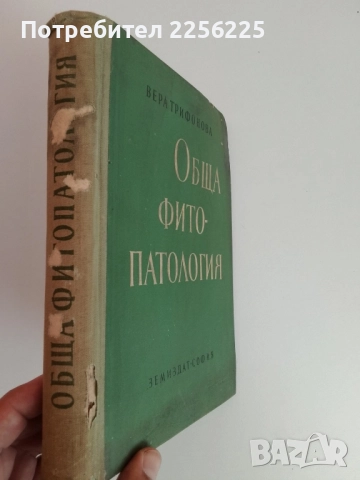 Потребител 2256225
ВЕРА ТРИФОНОВА
ОБЩА
ФИТО-
ПАТОЛОГИЯ
ЗЕМИЗДАТ-СОФИЯ
ОБЩА ФИТОПАТОЛОГИЯ
bazar